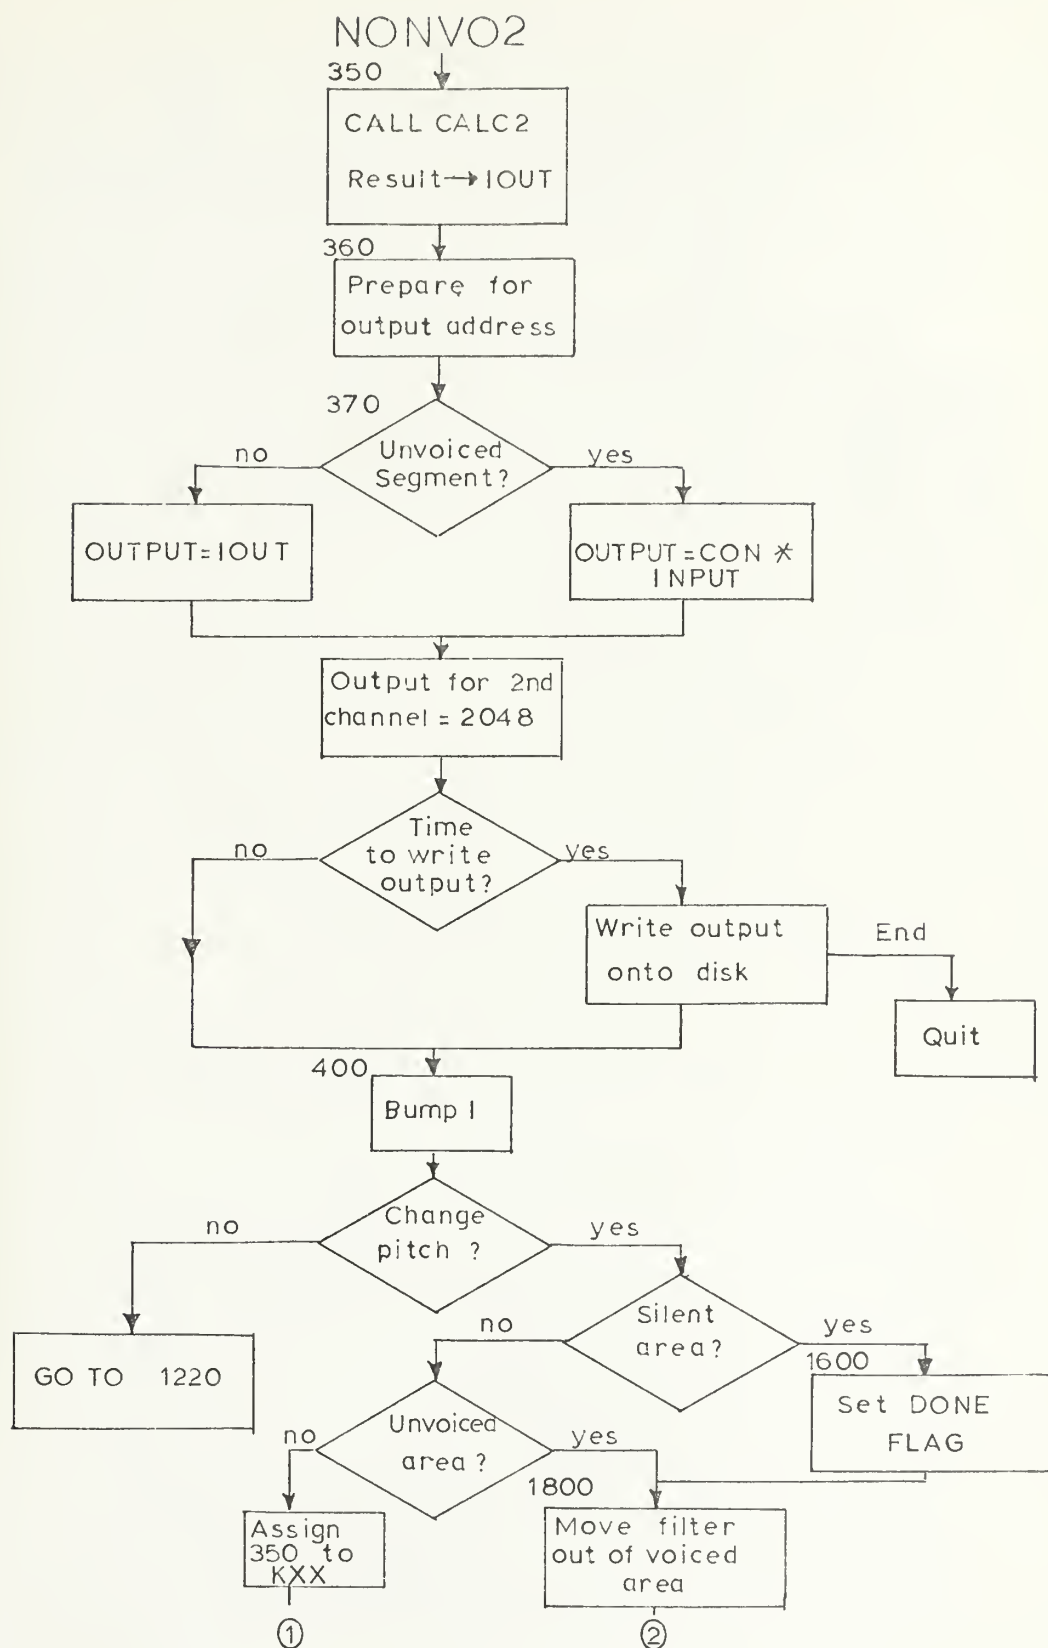 NONVO2
350
CALL CALC2
Result→IOUT
360
Prepare for
output address
370
Unvoiced
Segment?
no
yes
OUTPUT=IOUT
OUTPUT=CON *
INPUT
Output for 2nd
channel = 2048
Time
to write
output?
no
yes
Write output
onto disk
End
Quit
400
Bump I
Change
pitch ?
no
yes
GO TO 1220
Silent
area?
no
yes
1600
Set DONE
FLAG
Unvoiced
area?
no
yes
1800
Assign
350 to
KXX
Move filter
out of voiced
area
1
2